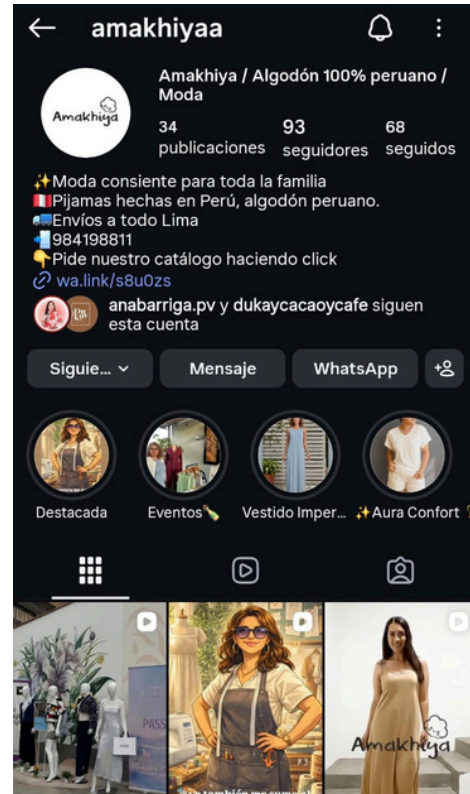 amakhiyaa
Amakhiya
Amakhiya / Algodón 100% peruano /
Moda
34
publicaciones
93
seguidores
68
seguidos
✨Moda consiente para toda la familia
🇵🇪Pijamas hechas en Perú, algodón peruano.
🚛Envíos a todo Lima
📲984198811
👇Pide nuestro catálogo haciendo click
wa.link/s8u0zs
anabarriga.pv y dukaycacaoycafe siguen
esta cuenta
Siguie...
Mensaje
WhatsApp
Destacada
Eventos🍾
Vestido Imper...
✨Aura Confort
PASS
Amakhiya